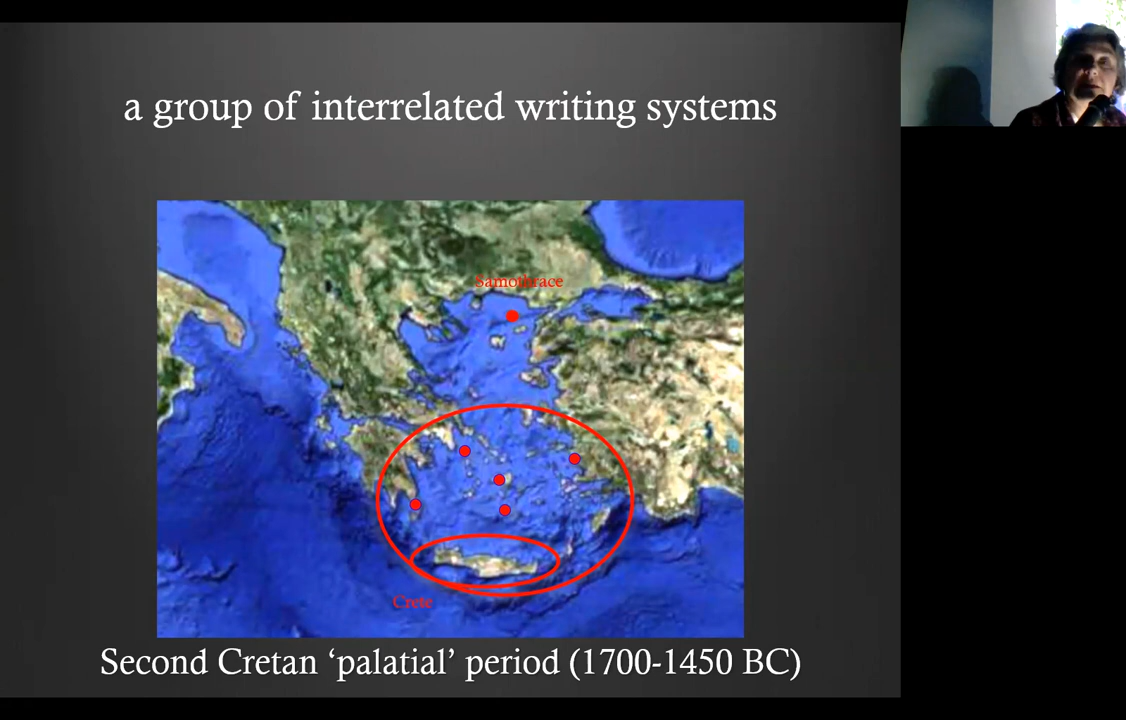 a group of interrelated writing systems
Samothrace
Crete
Second Cretan ‘palatial’ period (1700-1450 BC)